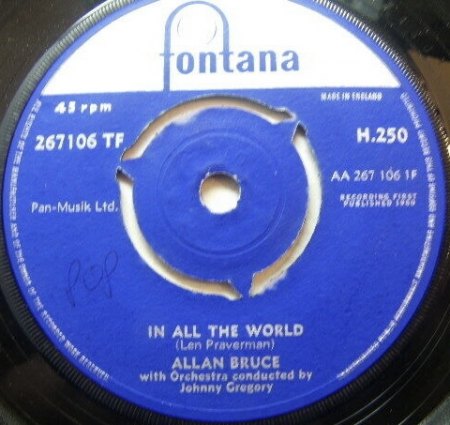 fontana
45 rpm
MADE IN ENGLAND
267106 TF
H.250
AA 267 106 1F
Pan-Musik Ltd.
RECORDING FIRST
PUBLISHED 1960
POP
IN ALL THE WORLD
(Len Praverman)
ALLAN BRUCE
with Orchestra conducted by
Johnny Gregory